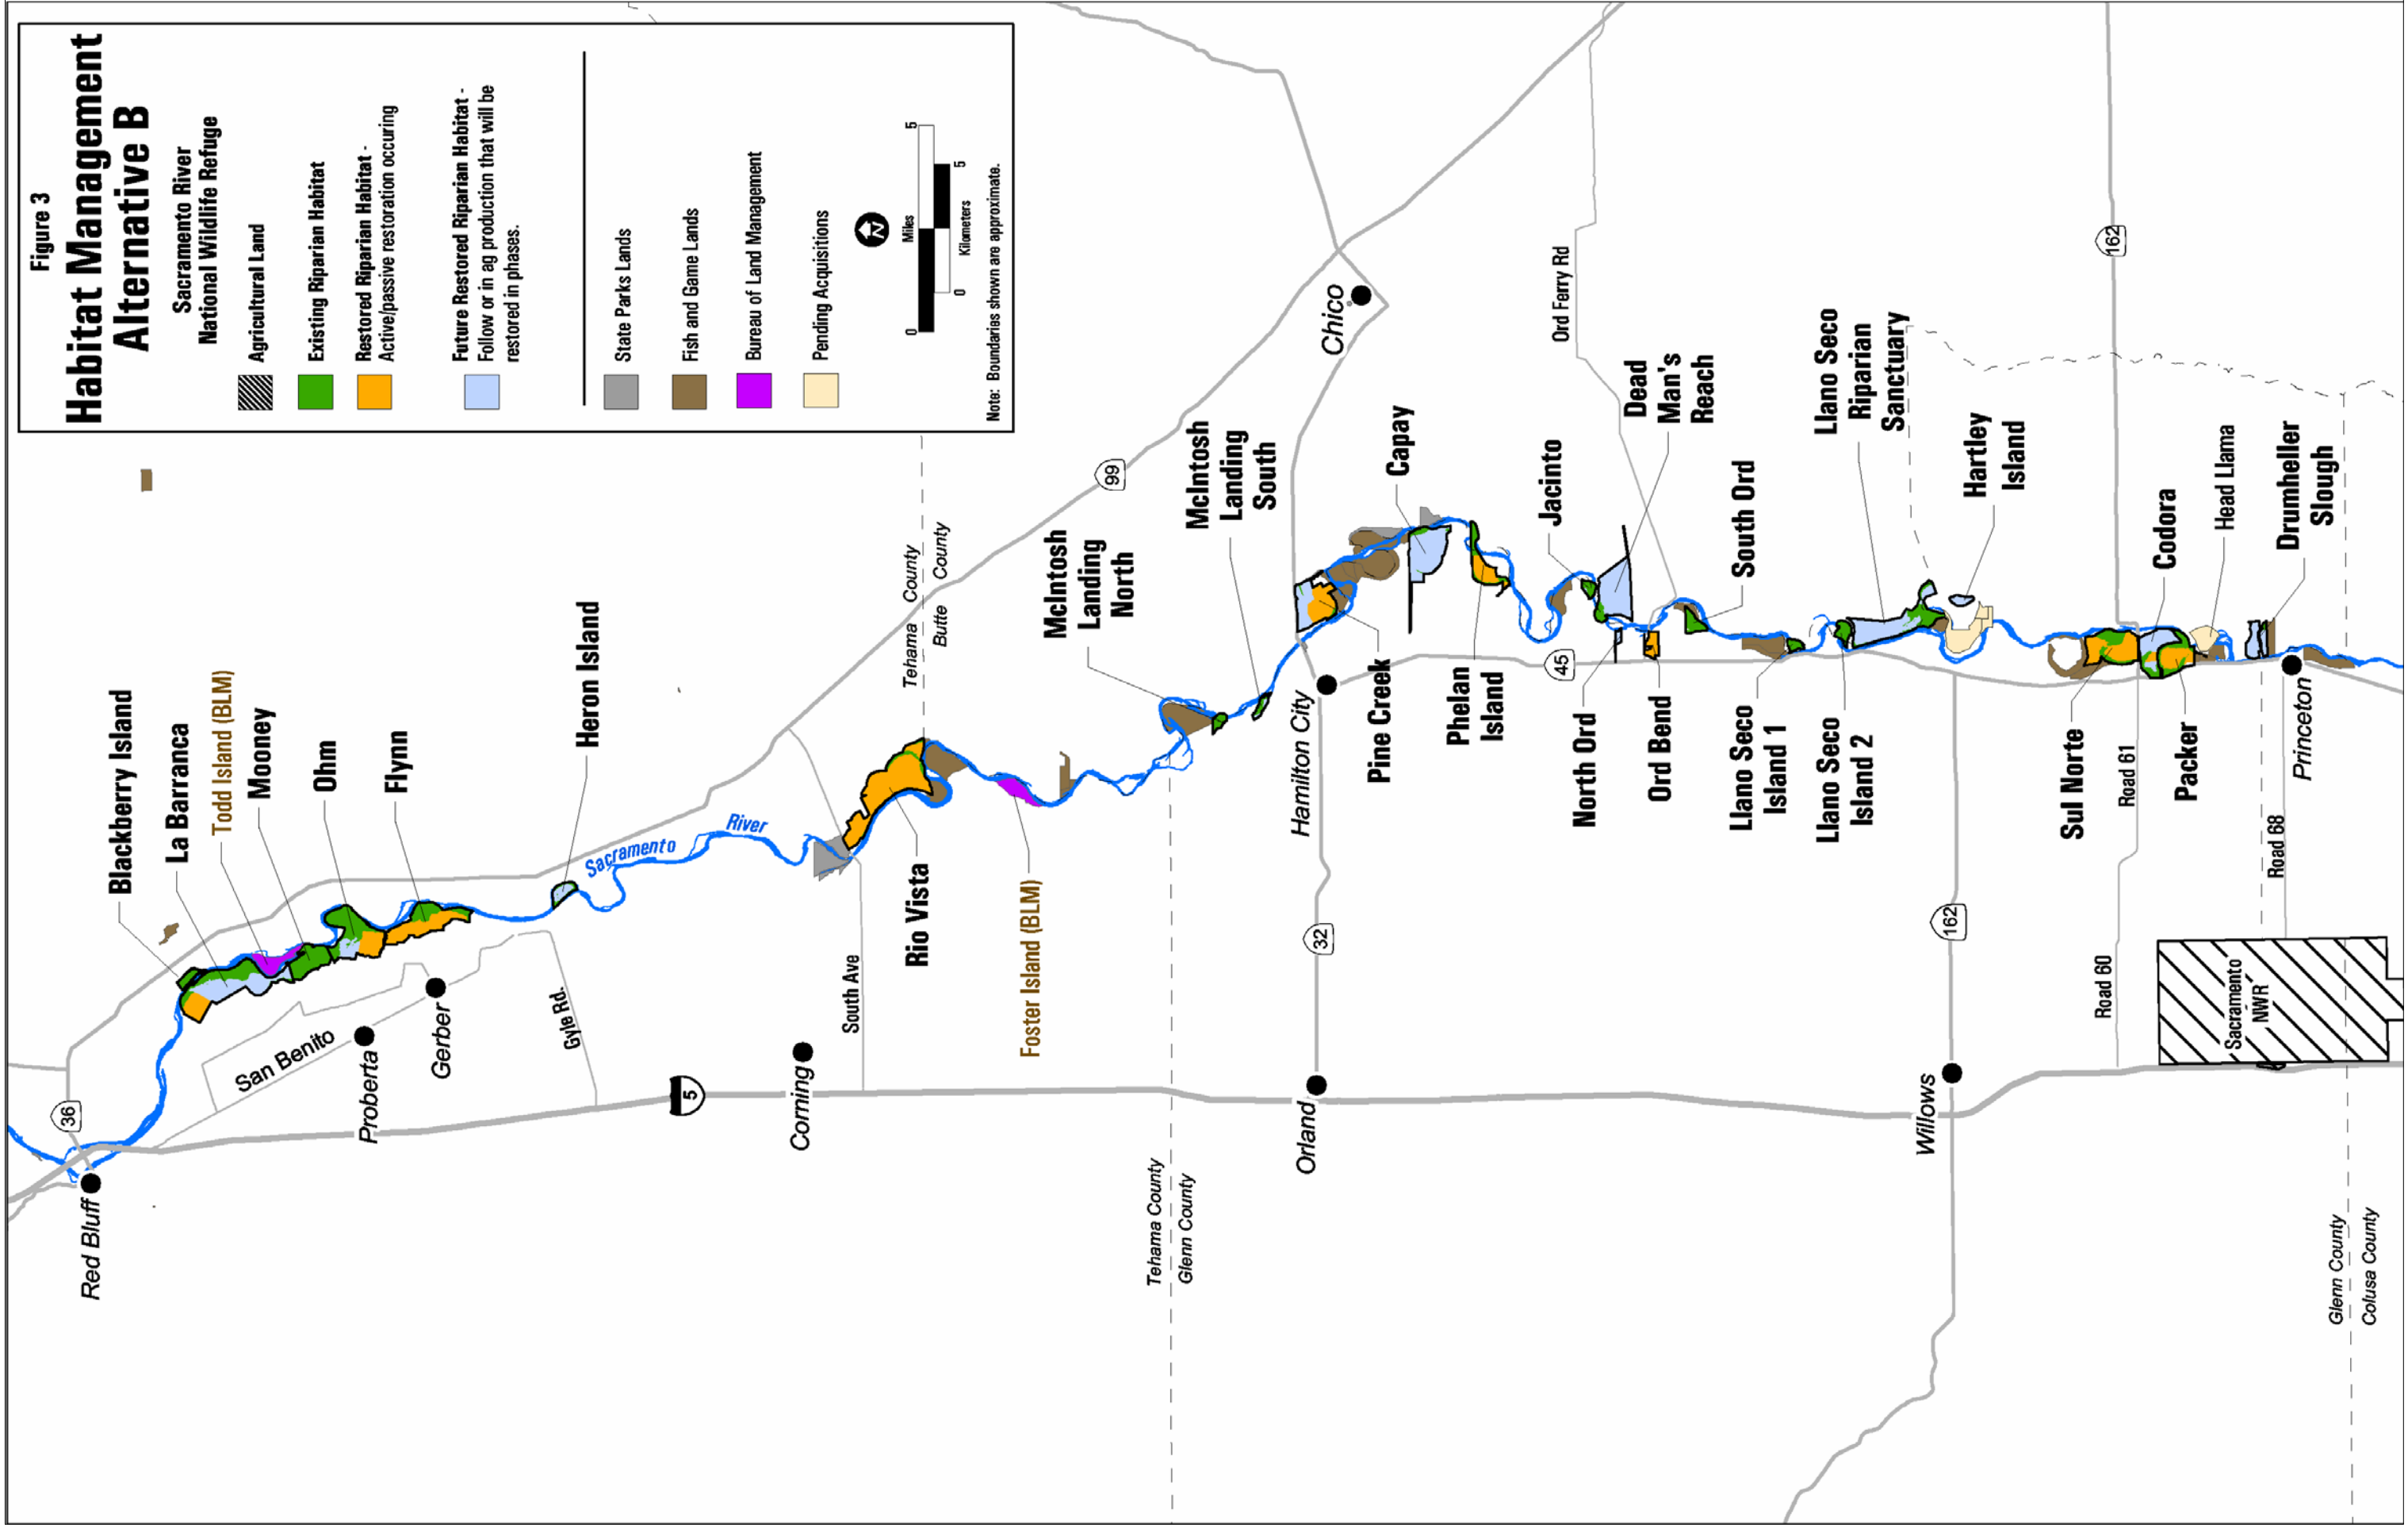 Figure 3
Habitat Management
Alternative B
Sacramento River
National Wildlife Refuge
Agricultural Land
Existing Riparian Habitat
Restored Riparian Habitat -
Active/passive restoration occuring
Future Restored Riparian Habitat -
Follow or in ag production that will be
restored in phases.
State Parks Lands
Fish and Game Lands
Bureau of Land Management
Pending Acquisitions
N
0
Miles
5
0
Kilometers
5
Note: Boundaries shown are approximate.
Red Bluff
36
Blackberry Island
La Barranca
Todd Island (BLM)
Mooney
Ohm
Flynn
San Benito
Proberta
Gerber
Gyle Rd.
Heron Island
Sacramento
River
5
Corning
South Ave
Rio Vista
Tehama County
Butte County
Foster Island (BLM)
99
McIntosh
Landing
North
Tehama County
Glenn County
McIntosh
Landing
South
Hamilton City
32
Orland
Chico
Pine Creek
Capay
Phelan
Island
Jacinto
45
Ord Ferry Rd
North Ord
Dead
Man's
Reach
Ord Bend
South Ord
Llano Seco
Island 1
Llano Seco
Island 2
Llano Seco
Riparian
Sanctuary
Hartley
Island
Willows
162
162
Sul Norte
Road 61
Road 60
Codora
Packer
Head Llama
Drumheller
Slough
Road 68
Princeton
Sacramento
NWR
Glenn County
Colusa County